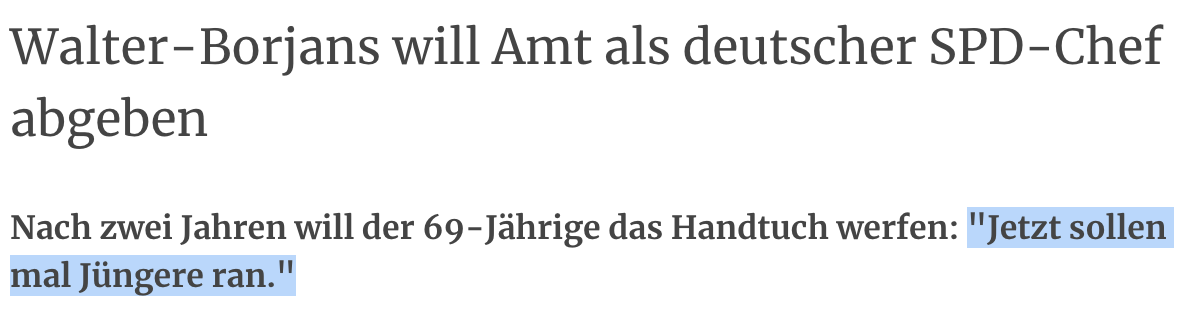 Walter-Borjans will Amt als deutscher SPD-Chef
abgeben
Nach zwei Jahren will der 69-Jährige das Handtuch werfen: "Jetzt sollen
mal Jüngere ran."